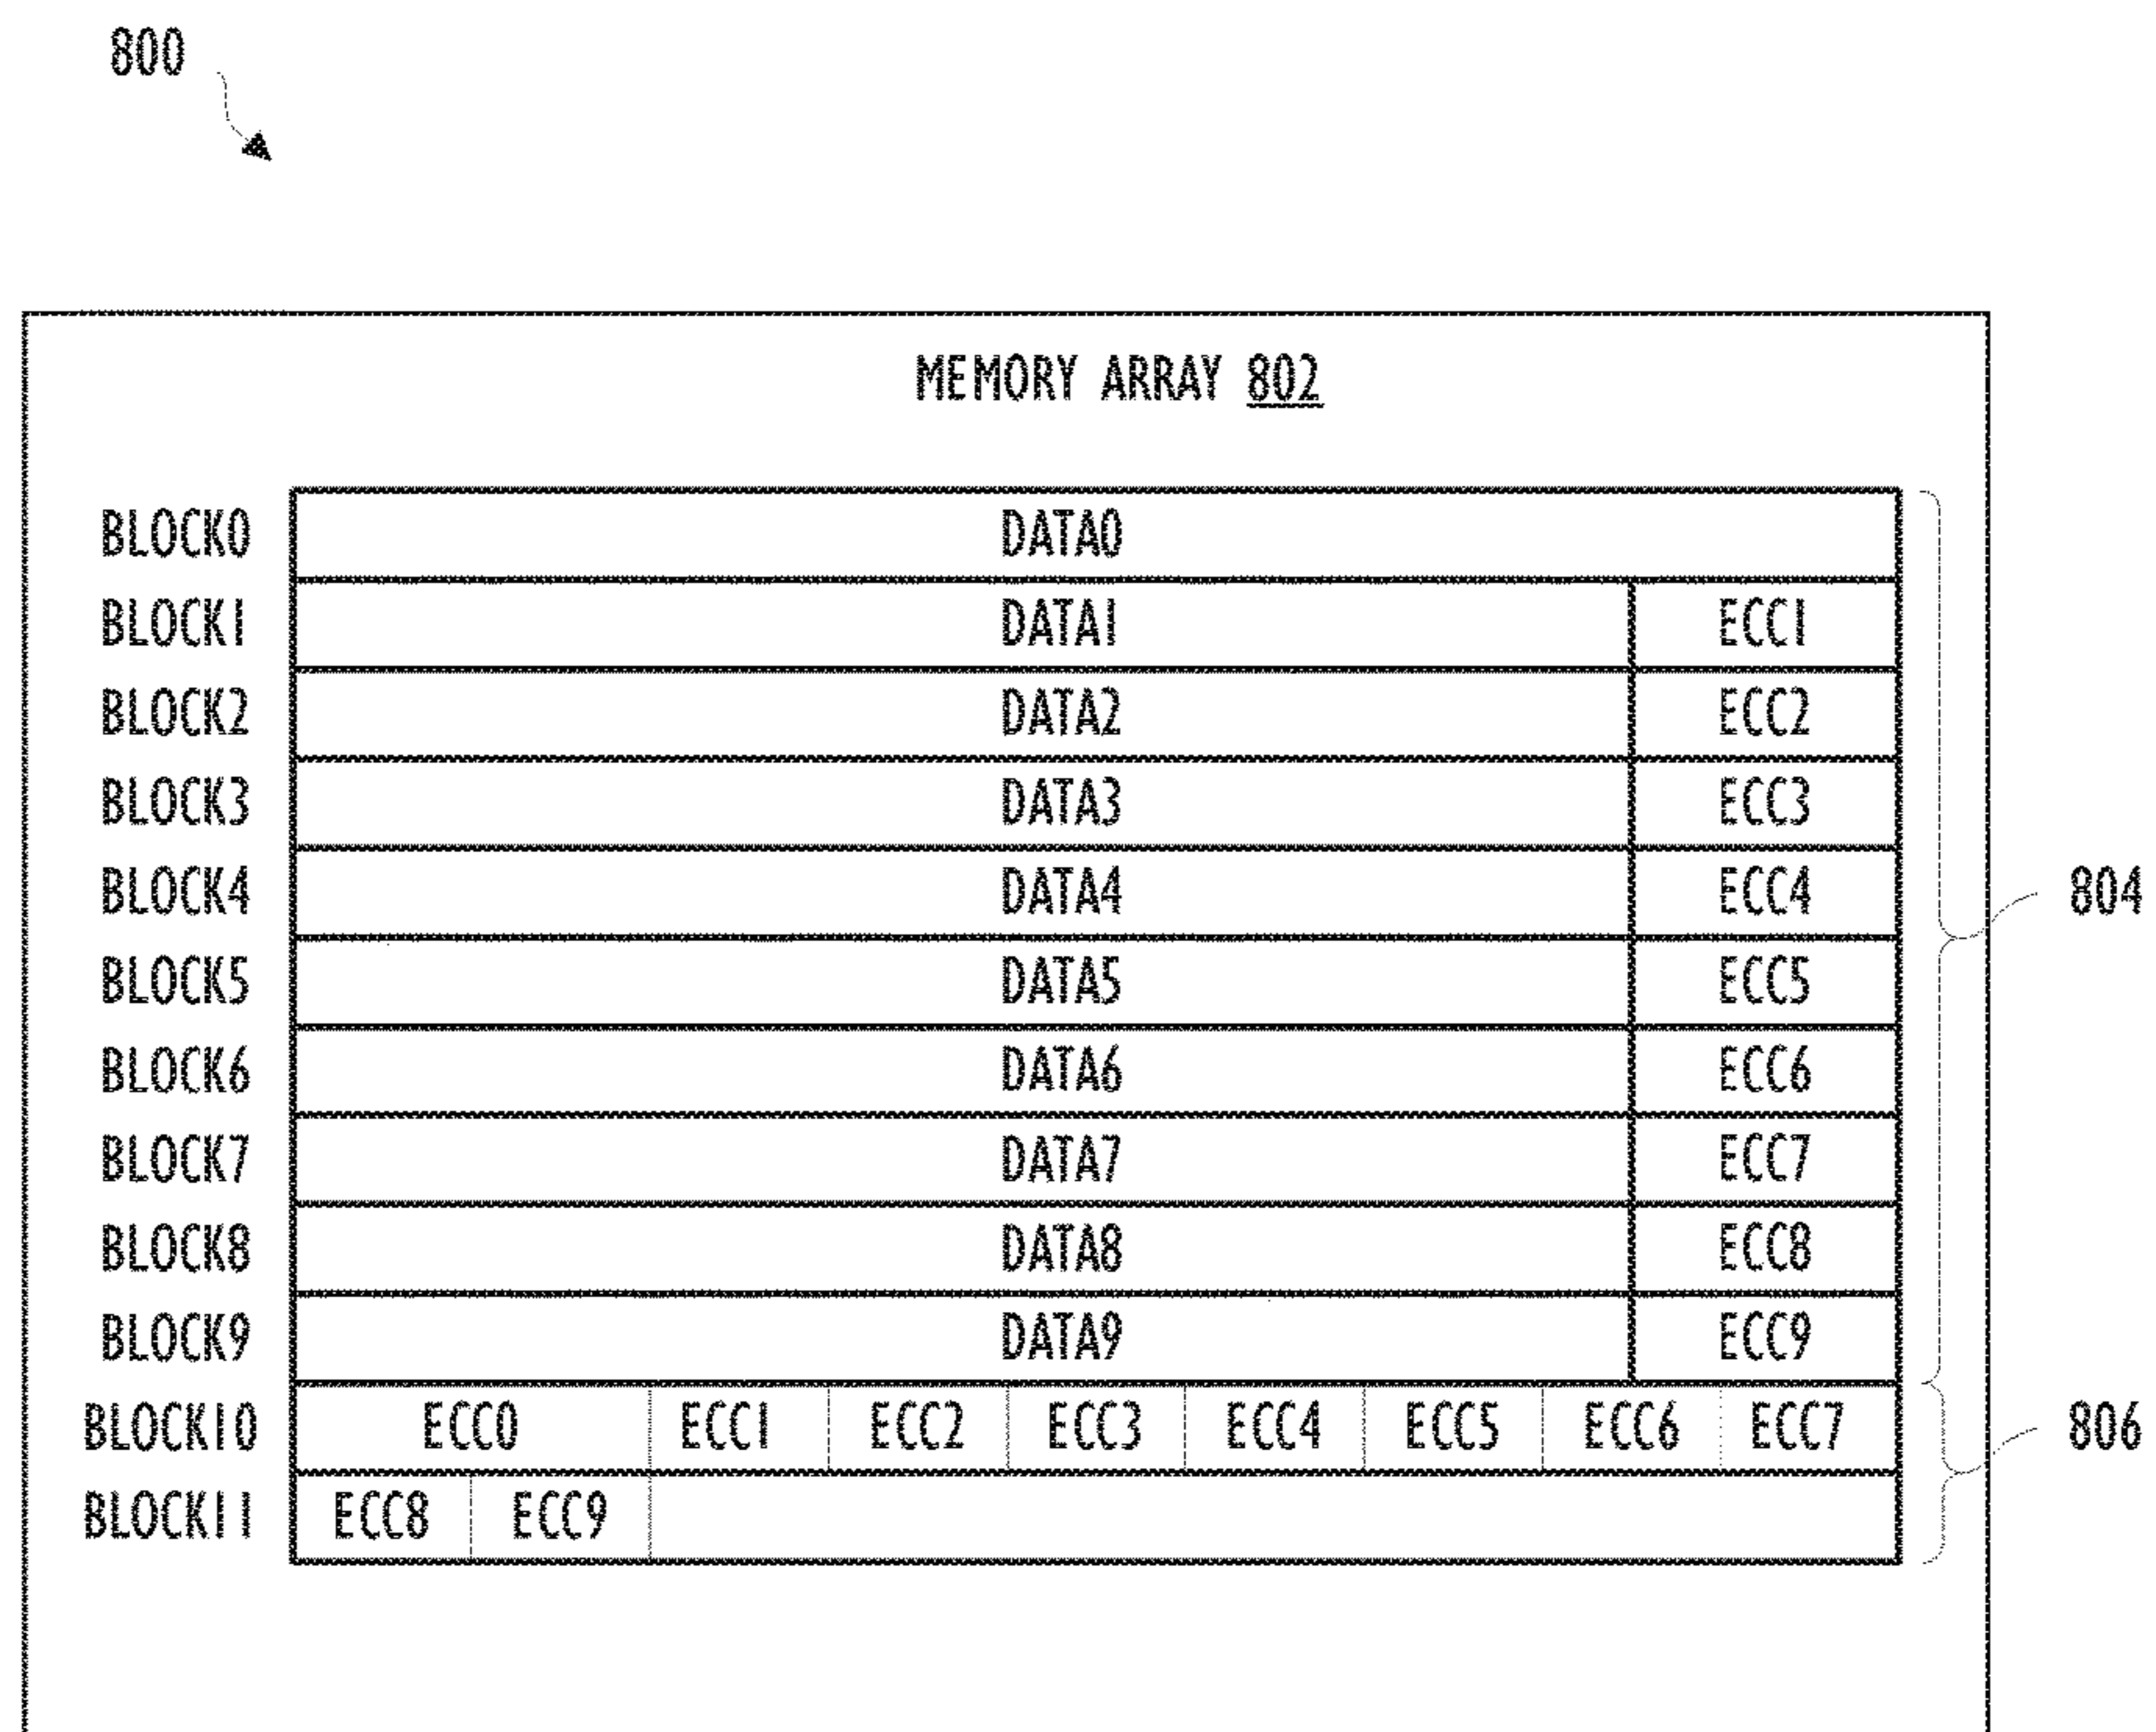 800
MEMORY ARRAY 802
BLOCK0 DATA0
BLOCK1 DATA1 ECC1
BLOCK2 DATA2 ECC2
BLOCK3 DATA3 ECC3
BLOCK4 DATA4 ECC4
804
BLOCK5 DATA5 ECC5
BLOCK6 DATA6 ECC6
BLOCK7 DATA7 ECC7
BLOCK8 DATA8 ECC8
BLOCK9 DATA9 ECC9
BLOCK10 ECC0 ECC1 ECC2 ECC3 ECC4 ECC5 ECC6 ECC7
806
BLOCK11 ECC8 ECC9